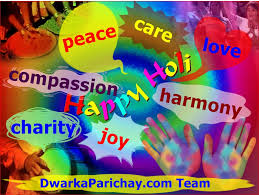 peace
care
love
compassion
Happy Holi
harmony
charity
joy
DwarkaParichay.com Team